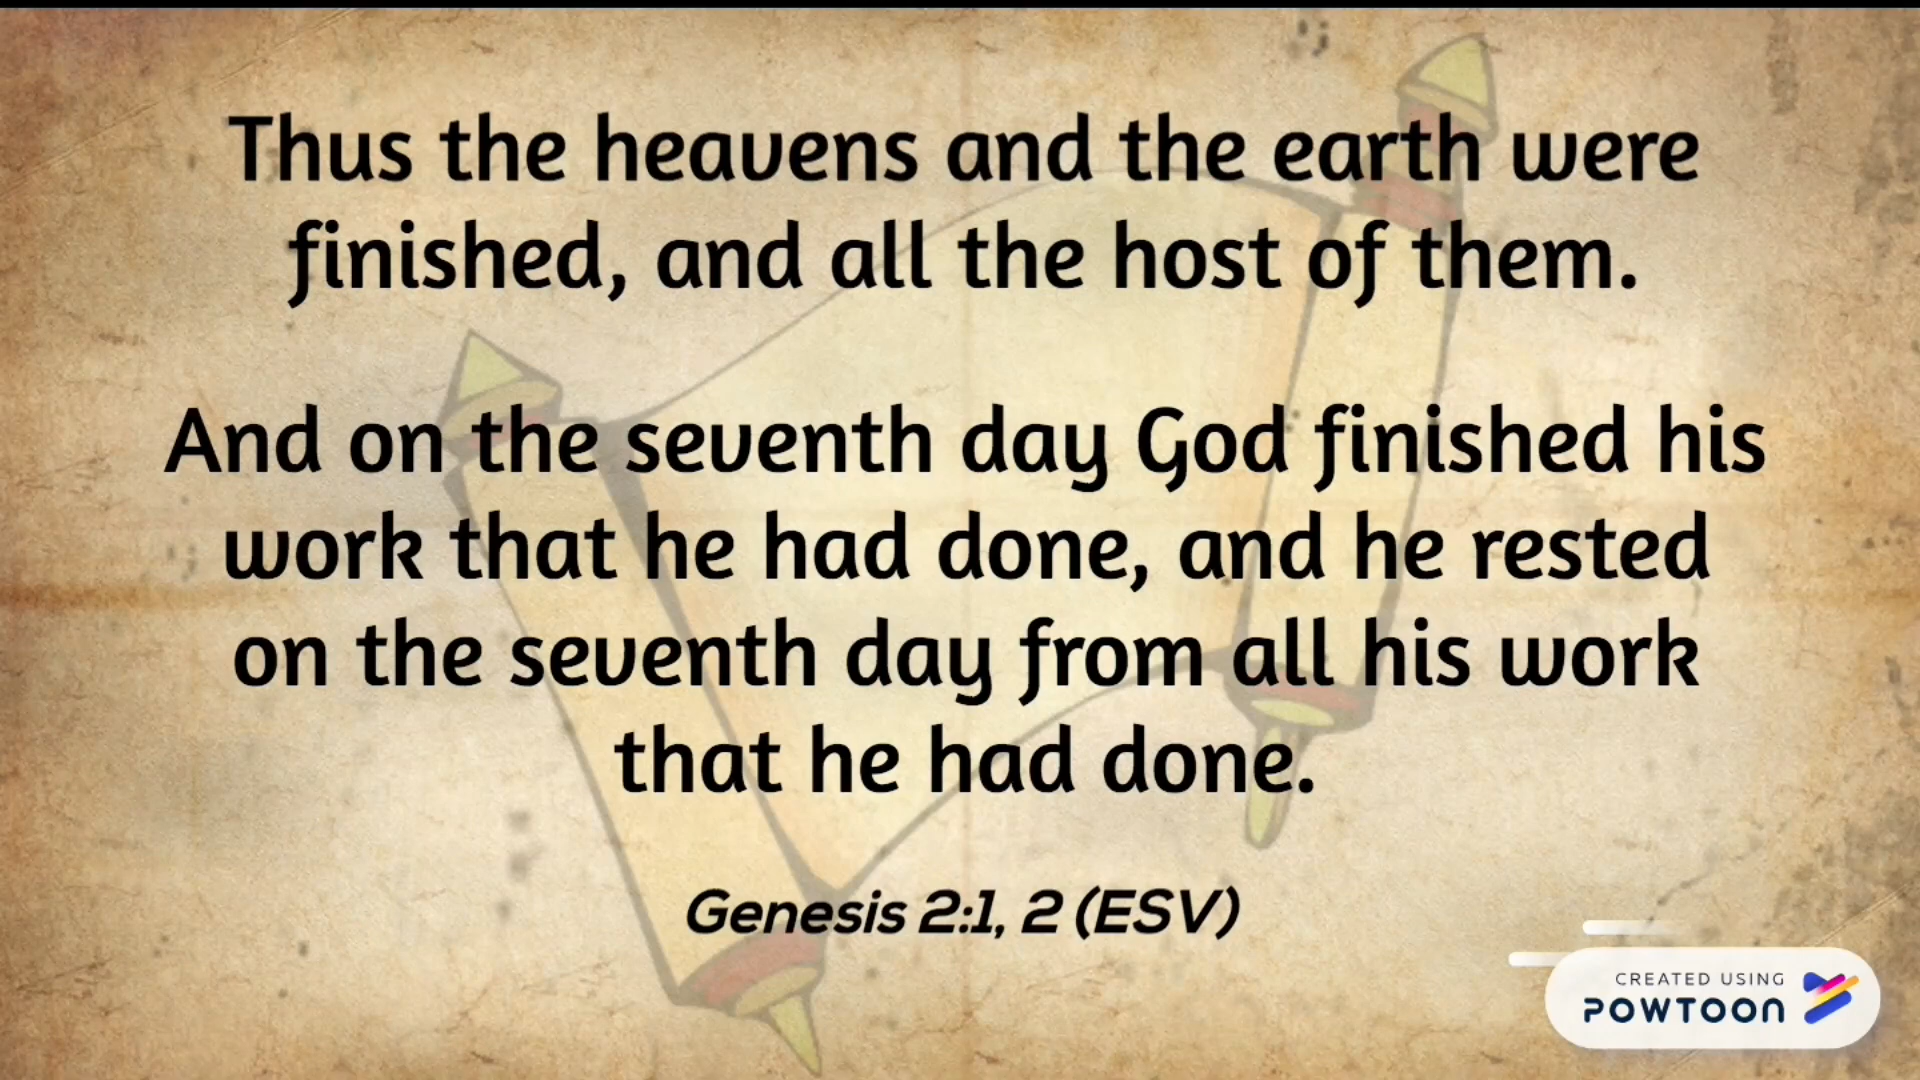 Thus the heavens and the earth were
finished, and all the host of them.
And on the seventh day God finished his
work that he had done, and he rested
on the seventh day from all his work
that he had done.
Genesis 2:1, 2 (ESV)
CREATED USING
POWTOON